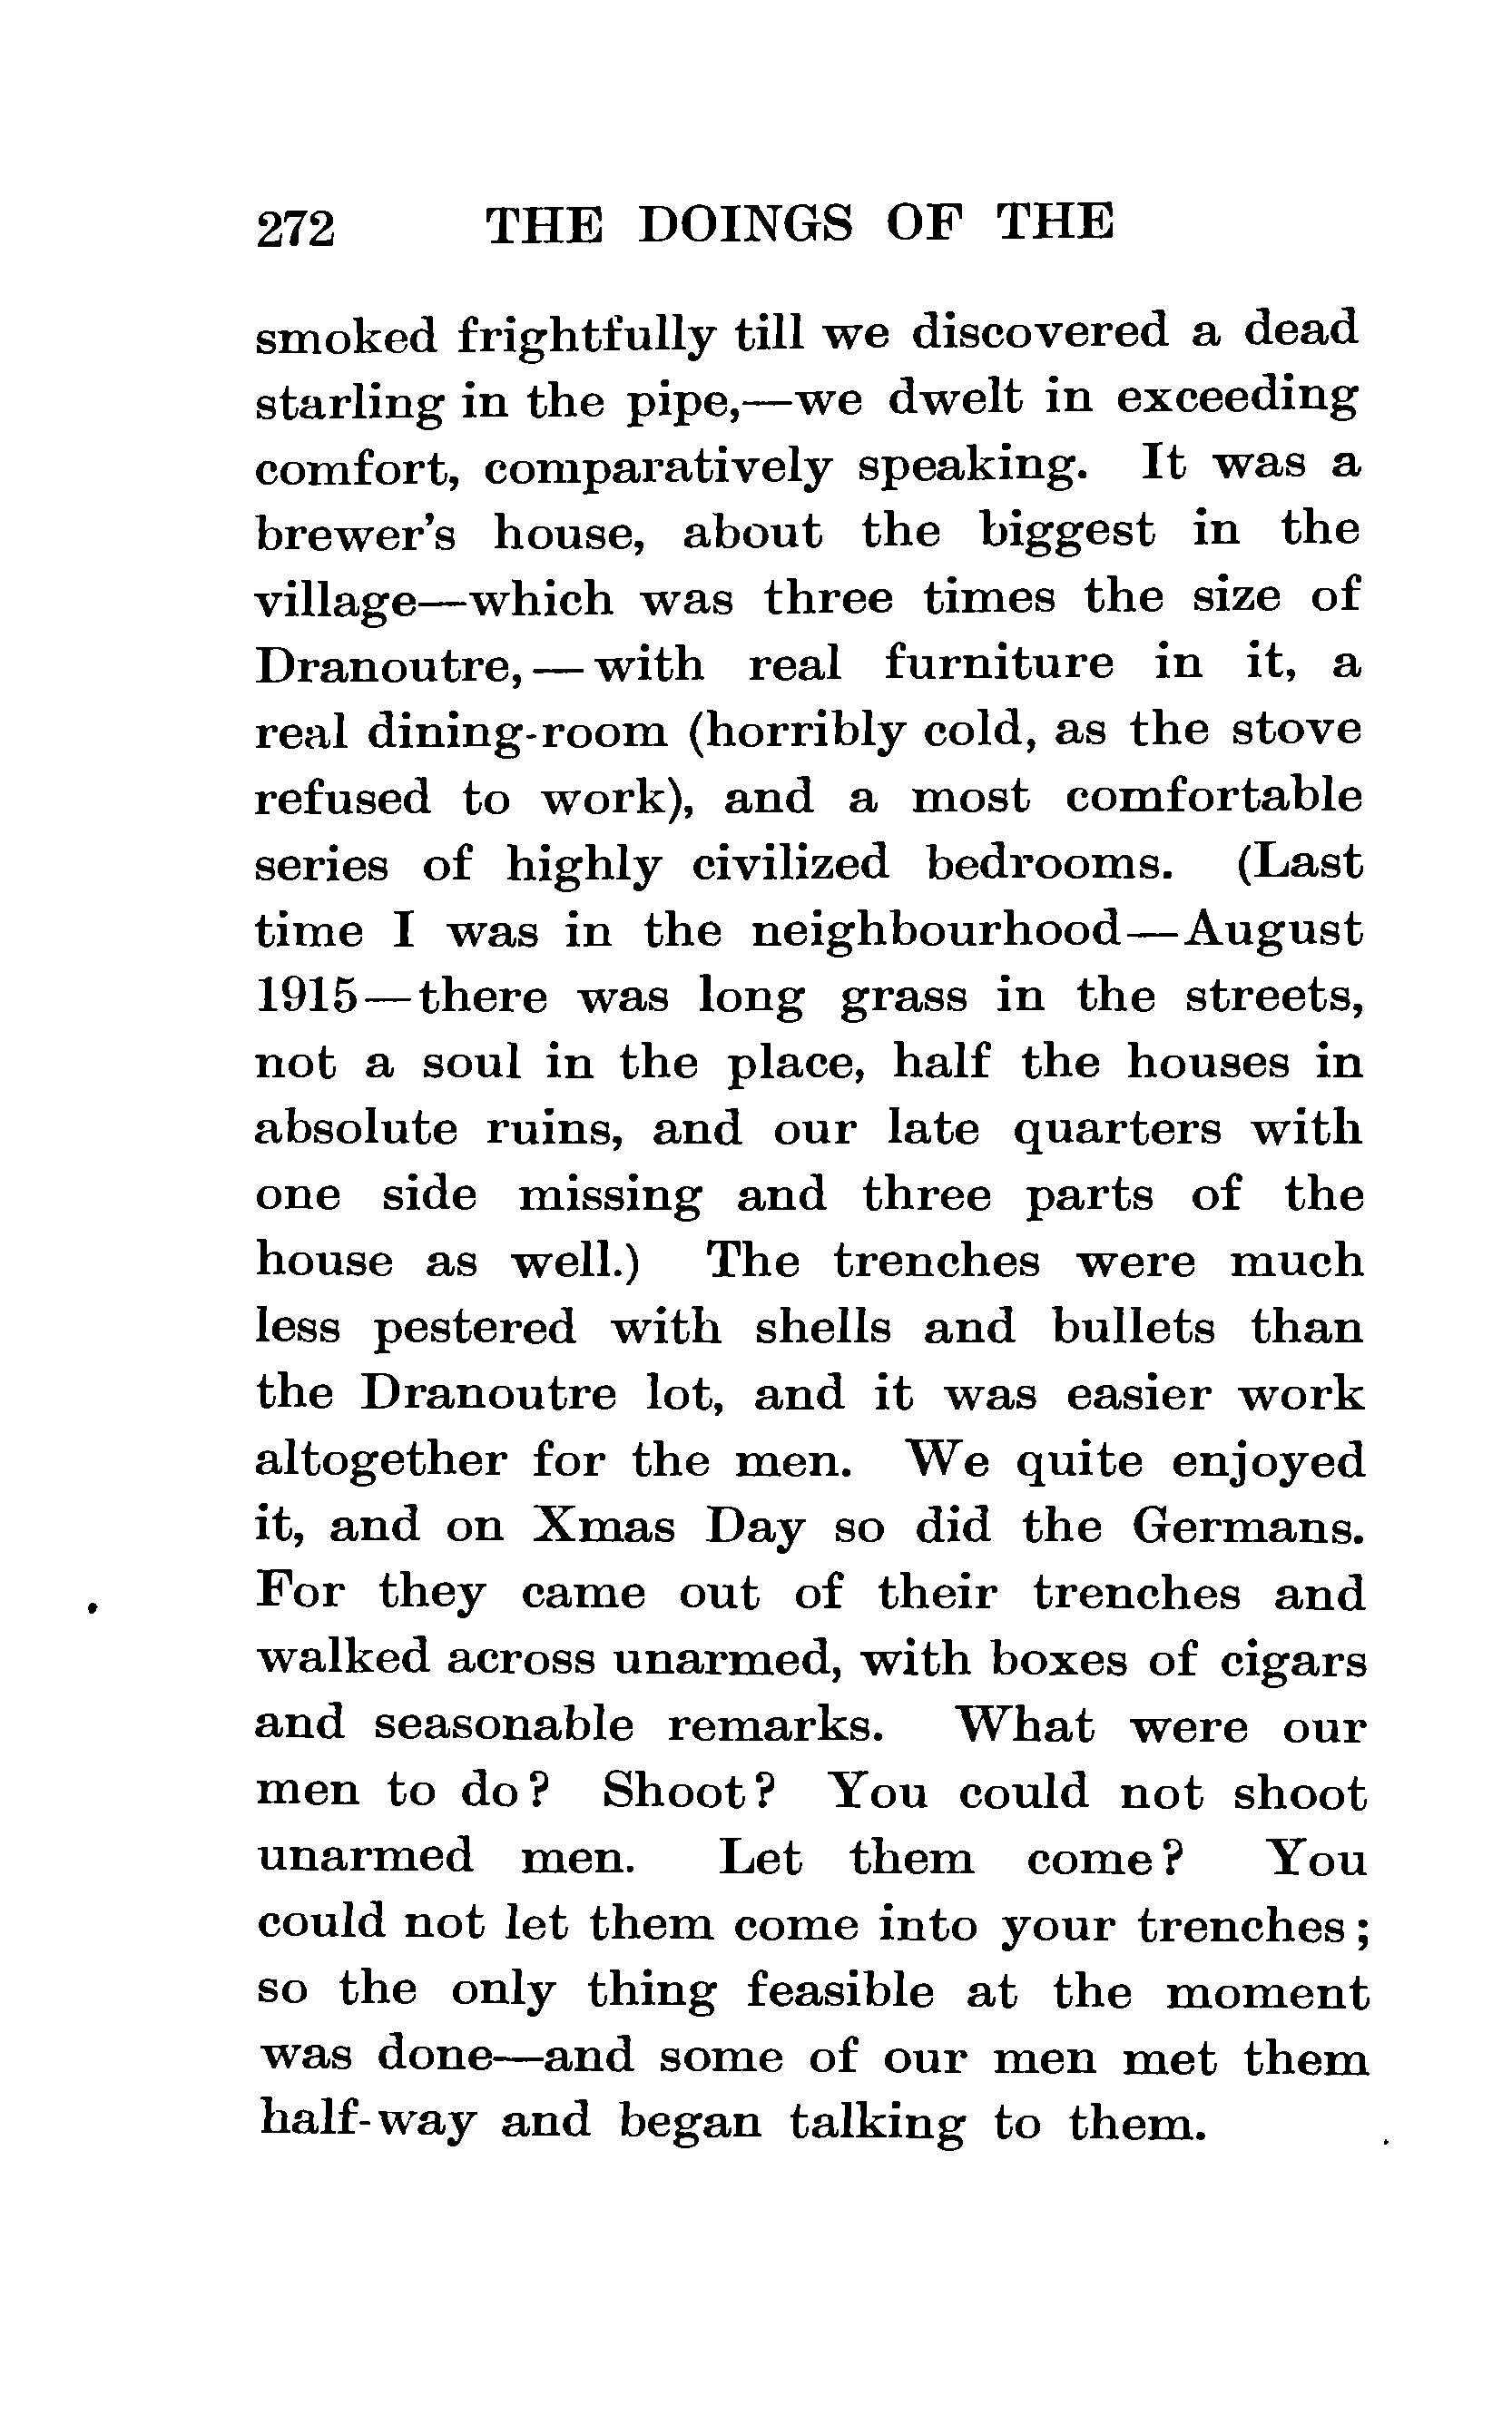 272 THE DOINGS OF THE
smoked frightfully till we discovered a dead
starling in the pipe,—we dwelt in exceeding
comfort, comparatively speaking. It was a
brewer's house, about the biggest in the
village—which was three times the size of
Dranoutre,—with real furniture in it, a
real dining-room (horribly cold, as the stove
refused to work), and a most comfortable
series of highly civilized bedrooms. (Last
time I was in the neighbourhood—August
1915—there was long grass in the streets,
not a soul in the place, half the houses in
absolute ruins, and our late quarters with
one side missing and three parts of the
house as well.) The trenches were much
less pestered with shells and bullets than
the Dranoutre lot, and it was easier work
altogether for the men. We quite enjoyed
it, and on Xmas Day so did the Germans.
For they came out of their trenches and
walked across unarmed, with boxes of cigars
and seasonable remarks. What were our
men to do? Shoot? You could not shoot
unarmed men. Let them come? You
could not let them come into your trenches;
so the only thing feasible at the moment
was done—and some of our men met them
half-way and began talking to them.